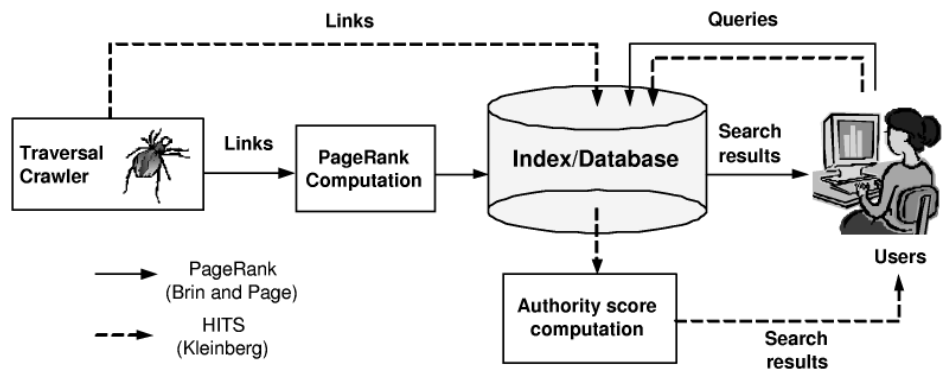 Links
Queries
Traversal
Crawler
Links
PageRank
Computation
Index/Database
Search
results
Users
PageRank
(Brin and Page)
HITS
(Kleinberg)
Authority score
computation
Search
results